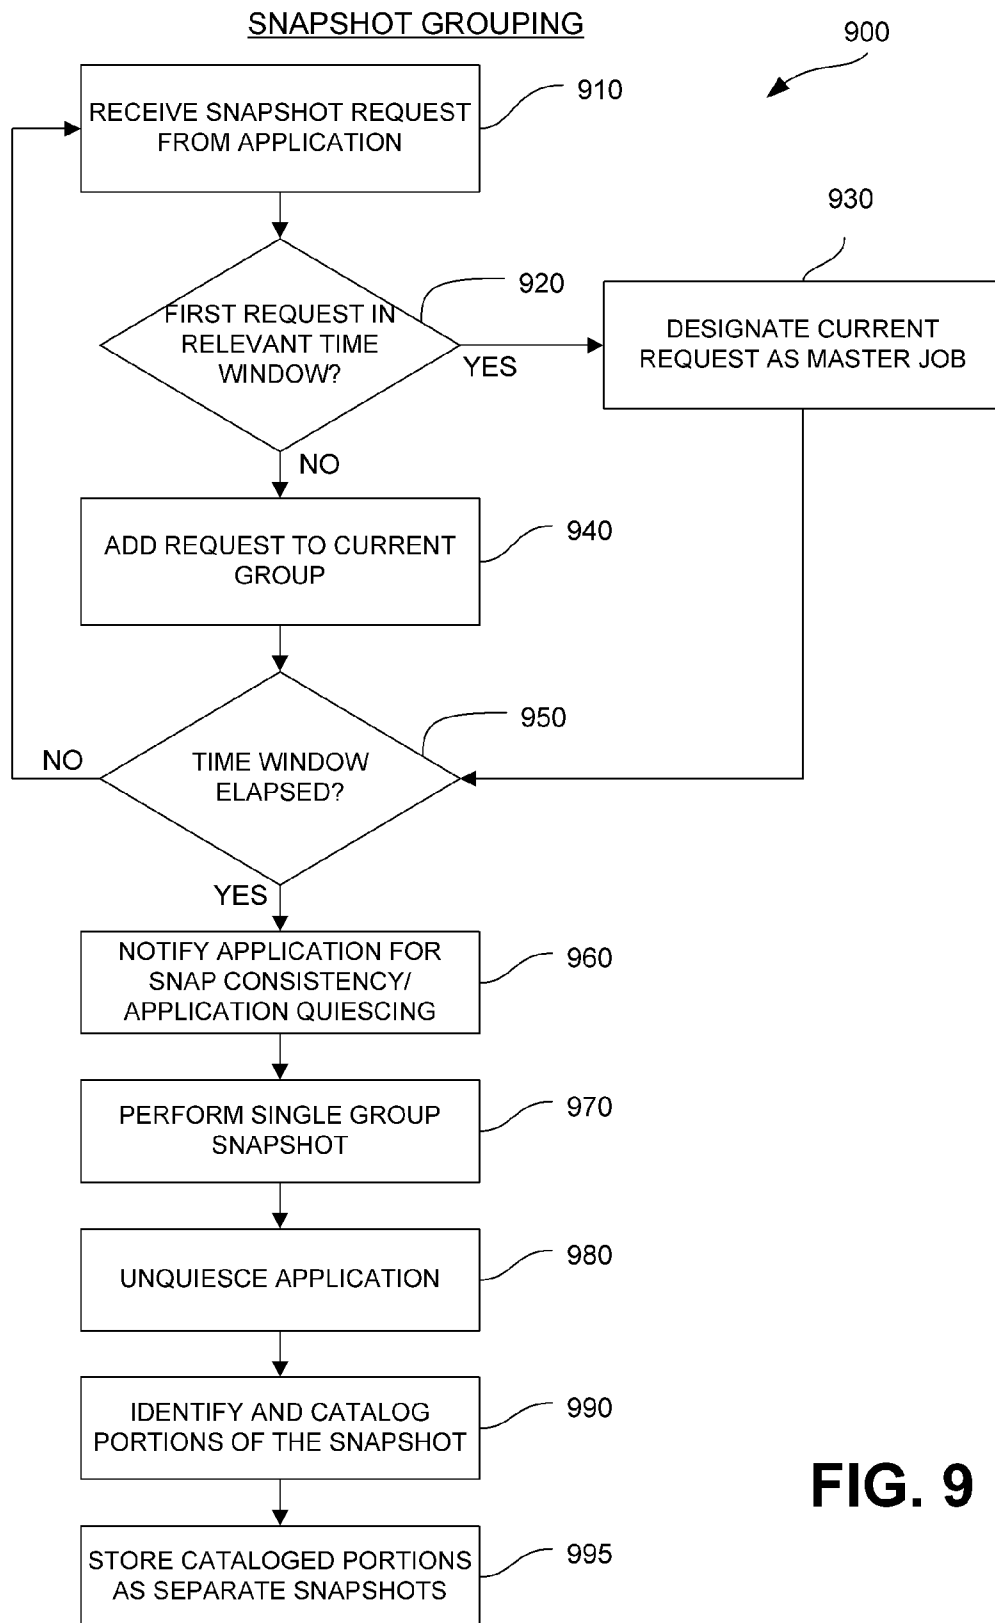 SNAPSHOT GROUPING
900
RECEIVE SNAPSHOT REQUEST
FROM APPLICATION
910
FIRST REQUEST IN
RELEVANT TIME
WINDOW?
920
YES
930
DESIGNATE CURRENT
REQUEST AS MASTER JOB
NO
ADD REQUEST TO CURRENT
GROUP
940
TIME WINDOW
ELAPSED?
950
NO
YES
NOTIFY APPLICATION FOR
SNAP CONSISTENCY/
APPLICATION QUIESCING
960
PERFORM SINGLE GROUP
SNAPSHOT
970
UNQUIESCE APPLICATION
980
IDENTIFY AND CATALOG
PORTIONS OF THE SNAPSHOT
990
STORE CATALOGED PORTIONS
AS SEPARATE SNAPSHOTS
995
FIG. 9